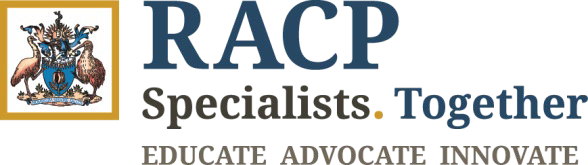 RACP
Specialists. Together
EDUCATE ADVOCATE INNOVATE